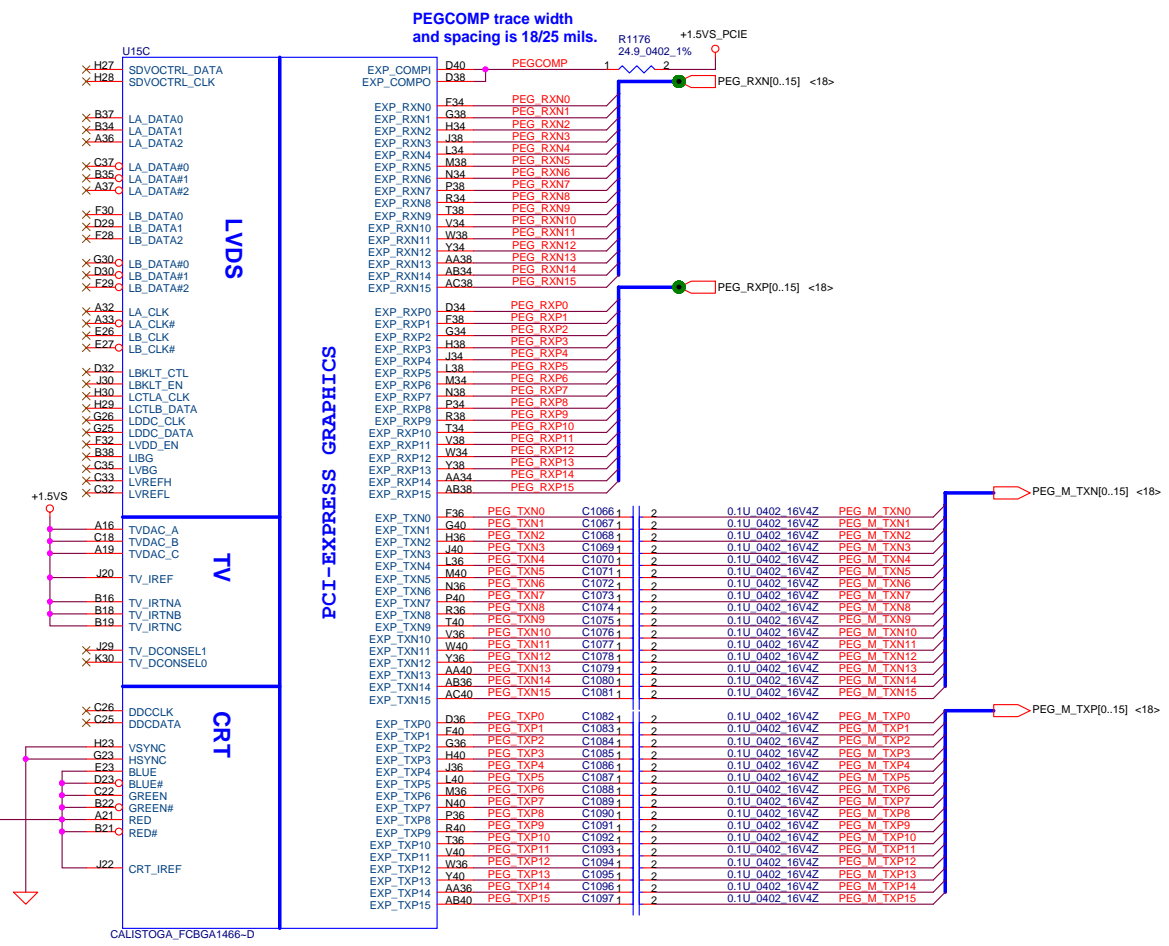 PEGCOMP trace width
and spacing is 18/25 mils.
R1176
24.9_0402_1%
+1.5VS_PCIE
U15C
H27 SDVOCTRL_DATA
H28 SDVOCTRL_CLK
B37 LA_DATA0
B34 LA_DATA1
A36 LA_DATA2
C37 LA_DATA#0
B35 LA_DATA#1
A37 LA_DATA#2
F30 LB_DATA0
D29 LB_DATA1
F28 LB_DATA2
G30 LB_DATA#0
D30 LB_DATA#1
F29 LB_DATA#2
A32 LA_CLK
A33 LA_CLK#
E26 LB_CLK
E27 LB_CLK#
D32 LBKLT_CTL
J30 LBKLT_EN
H30 LCTLA_CLK
H29 LCTLB_DATA
G26 LDDC_CLK
G25 LDDC_DATA
F32 LVDD_EN
B38 LIBG
C35 LVBG
C33 LVREFH
C32 LVREFL
LVDS
+1.5VS
A16 TVDAC_A
C18 TVDAC_B
A19 TVDAC_C
J20 TV_IREF
B16 TV_IRTNA
B18 TV_IRTNB
B19 TV_IRTNC
J29 TV_DCONSEL1
K30 TV_DCONSEL0
TV
C26 DDCCLK
C25 DDCDATA
H23 VSYNC
G23 HSYNC
E23 BLUE
D23 BLUE#
C22 GREEN
B22 GREEN#
A21 RED
B21 RED#
J22 CRT_IREF
CRT
CALISTOGA_FCBGA1466~D
PCI-EXPRESS GRAPHICS
EXP_COMPI D40 PEGCOMP 1 2
EXP_COMPO D38
PEG_RXN[0..15] <18>
EXP_RXN0 F34 PEG_RXN0
EXP_RXN1 G38 PEG_RXN1
EXP_RXN2 H34 PEG_RXN2
EXP_RXN3 J38 PEG_RXN3
EXP_RXN4 L34 PEG_RXN4
EXP_RXN5 M38 PEG_RXN5
EXP_RXN6 N34 PEG_RXN6
EXP_RXN7 P38 PEG_RXN7
EXP_RXN8 R34 PEG_RXN8
EXP_RXN9 T38 PEG_RXN9
EXP_RXN10 V34 PEG_RXN10
EXP_RXN11 W38 PEG_RXN11
EXP_RXN12 Y34 PEG_RXN12
EXP_RXN13 AA38 PEG_RXN13
EXP_RXN14 AB34 PEG_RXN14
EXP_RXN15 AC38 PEG_RXN15
PEG_RXP[0..15] <18>
EXP_RXP0 D34 PEG_RXP0
EXP_RXP1 F38 PEG_RXP1
EXP_RXP2 G34 PEG_RXP2
EXP_RXP3 H38 PEG_RXP3
EXP_RXP4 J34 PEG_RXP4
EXP_RXP5 L38 PEG_RXP5
EXP_RXP6 M34 PEG_RXP6
EXP_RXP7 N38 PEG_RXP7
EXP_RXP8 P34 PEG_RXP8
EXP_RXP9 R38 PEG_RXP9
EXP_RXP10 T34 PEG_RXP10
EXP_RXP11 V38 PEG_RXP11
EXP_RXP12 W34 PEG_RXP12
EXP_RXP13 Y38 PEG_RXP13
EXP_RXP14 AA34 PEG_RXP14
EXP_RXP15 AB38 PEG_RXP15
PEG_M_TXN[0..15] <18>
EXP_TXN0 F36 PEG_TXN0 C1066 1 2 0.1U_0402_16V4Z PEG_M_TXN0
EXP_TXN1 G40 PEG_TXN1 C1067 1 2 0.1U_0402_16V4Z PEG_M_TXN1
EXP_TXN2 H36 PEG_TXN2 C1068 1 2 0.1U_0402_16V4Z PEG_M_TXN2
EXP_TXN3 J40 PEG_TXN3 C1069 1 2 0.1U_0402_16V4Z PEG_M_TXN3
EXP_TXN4 L36 PEG_TXN4 C1070 1 2 0.1U_0402_16V4Z PEG_M_TXN4
EXP_TXN5 M40 PEG_TXN5 C1071 1 2 0.1U_0402_16V4Z PEG_M_TXN5
EXP_TXN6 N36 PEG_TXN6 C1072 1 2 0.1U_0402_16V4Z PEG_M_TXN6
EXP_TXN7 P40 PEG_TXN7 C1073 1 2 0.1U_0402_16V4Z PEG_M_TXN7
EXP_TXN8 R36 PEG_TXN8 C1074 1 2 0.1U_0402_16V4Z PEG_M_TXN8
EXP_TXN9 T40 PEG_TXN9 C1075 1 2 0.1U_0402_16V4Z PEG_M_TXN9
EXP_TXN10 V36 PEG_TXN10 C1076 1 2 0.1U_0402_16V4Z PEG_M_TXN10
EXP_TXN11 W40 PEG_TXN11 C1077 1 2 0.1U_0402_16V4Z PEG_M_TXN11
EXP_TXN12 Y36 PEG_TXN12 C1078 1 2 0.1U_0402_16V4Z PEG_M_TXN12
EXP_TXN13 AA40 PEG_TXN13 C1079 1 2 0.1U_0402_16V4Z PEG_M_TXN13
EXP_TXN14 AB36 PEG_TXN14 C1080 1 2 0.1U_0402_16V4Z PEG_M_TXN14
EXP_TXN15 AC40 PEG_TXN15 C1081 1 2 0.1U_0402_16V4Z PEG_M_TXN15
PEG_M_TXP[0..15] <18>
EXP_TXP0 D36 PEG_TXP0 C1082 1 2 0.1U_0402_16V4Z PEG_M_TXP0
EXP_TXP1 F40 PEG_TXP1 C1083 1 2 0.1U_0402_16V4Z PEG_M_TXP1
EXP_TXP2 G36 PEG_TXP2 C1084 1 2 0.1U_0402_16V4Z PEG_M_TXP2
EXP_TXP3 H40 PEG_TXP3 C1085 1 2 0.1U_0402_16V4Z PEG_M_TXP3
EXP_TXP4 J36 PEG_TXP4 C1086 1 2 0.1U_0402_16V4Z PEG_M_TXP4
EXP_TXP5 L40 PEG_TXP5 C1087 1 2 0.1U_0402_16V4Z PEG_M_TXP5
EXP_TXP6 M36 PEG_TXP6 C1088 1 2 0.1U_0402_16V4Z PEG_M_TXP6
EXP_TXP7 N40 PEG_TXP7 C1089 1 2 0.1U_0402_16V4Z PEG_M_TXP7
EXP_TXP8 P36 PEG_TXP8 C1090 1 2 0.1U_0402_16V4Z PEG_M_TXP8
EXP_TXP9 R40 PEG_TXP9 C1091 1 2 0.1U_0402_16V4Z PEG_M_TXP9
EXP_TXP10 T36 PEG_TXP10 C1092 1 2 0.1U_0402_16V4Z PEG_M_TXP10
EXP_TXP11 V40 PEG_TXP11 C1093 1 2 0.1U_0402_16V4Z PEG_M_TXP11
EXP_TXP12 W36 PEG_TXP12 C1094 1 2 0.1U_0402_16V4Z PEG_M_TXP12
EXP_TXP13 Y40 PEG_TXP13 C1095 1 2 0.1U_0402_16V4Z PEG_M_TXP13
EXP_TXP14 AA36 PEG_TXP14 C1096 1 2 0.1U_0402_16V4Z PEG_M_TXP14
EXP_TXP15 AB40 PEG_TXP15 C1097 1 2 0.1U_0402_16V4Z PEG_M_TXP15